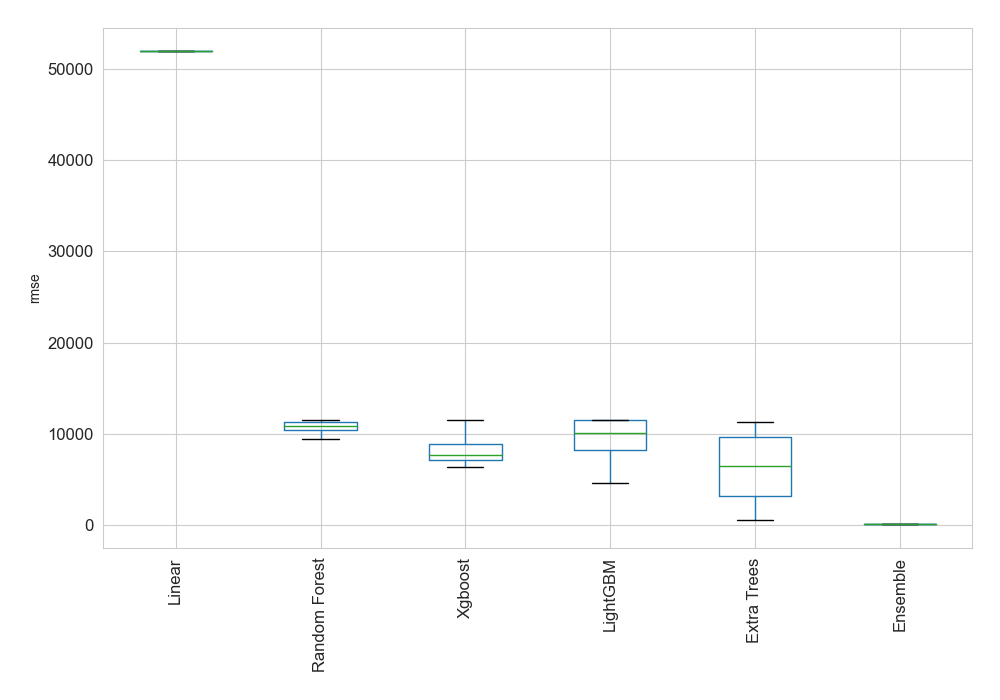 50000
40000
30000
20000
10000
0
rmse
Linear
Random Forest
Xgboost
LightGBM
Extra Trees
Ensemble